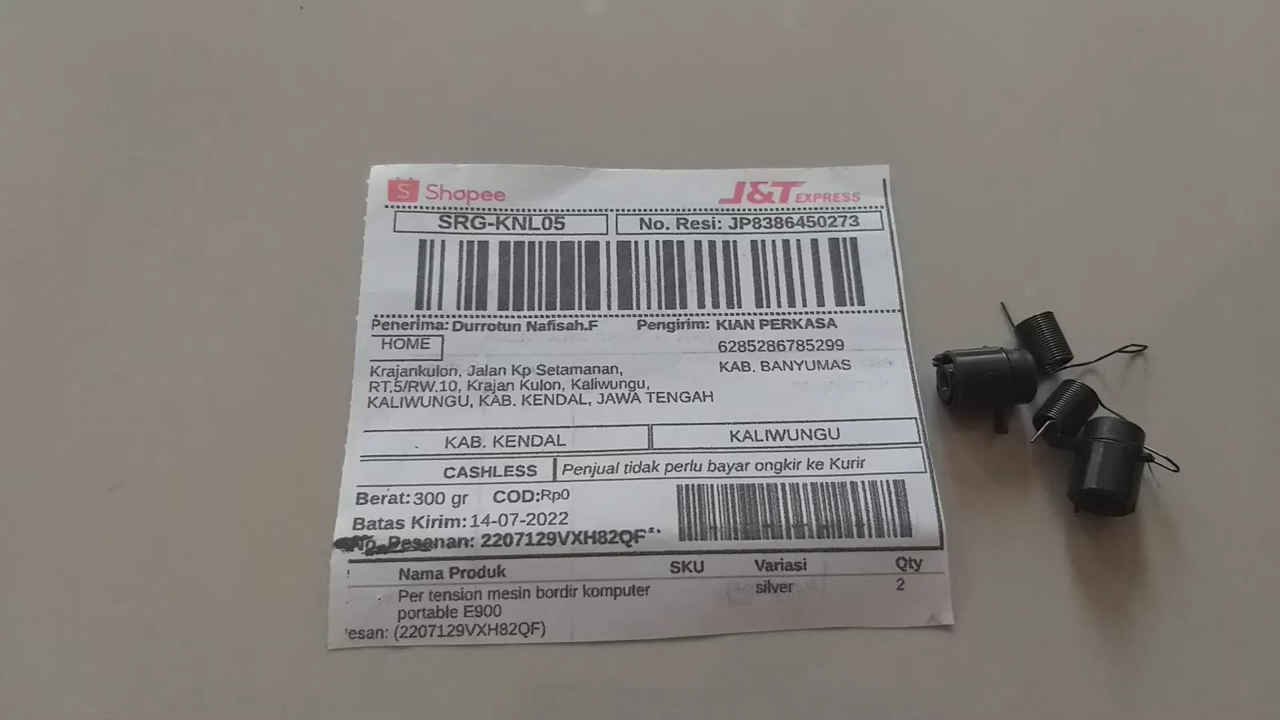 Shopee
J&T EXPRESS
SRG-KNL05
No. Resi: JP8386450273
Penerima: Durrotun Nafisah.F
Pengirim: KIAN PERKASA
HOME
6285286785299
KAB. BANYUMAS
Krajankulon, Jalan Kp Setamanan,
RT.5/RW.10, Krajan Kulon, Kaliwungu,
KALIWUNGU, KAB. KENDAL, JAWA TENGAH
KAB. KENDAL
KALIWUNGU
CASHLESS
Penjual tidak perlu bayar ongkir ke Kurir
Berat: 300 gr COD:Rp0
Batas Kirim: 14-07-2022
No. Pesanan: 2207129VXH82QF
Nama Produk SKU Variasi Qty
Per tension mesin bordir komputer silver 2
portable E900
esan: (2207129VXH82QF)